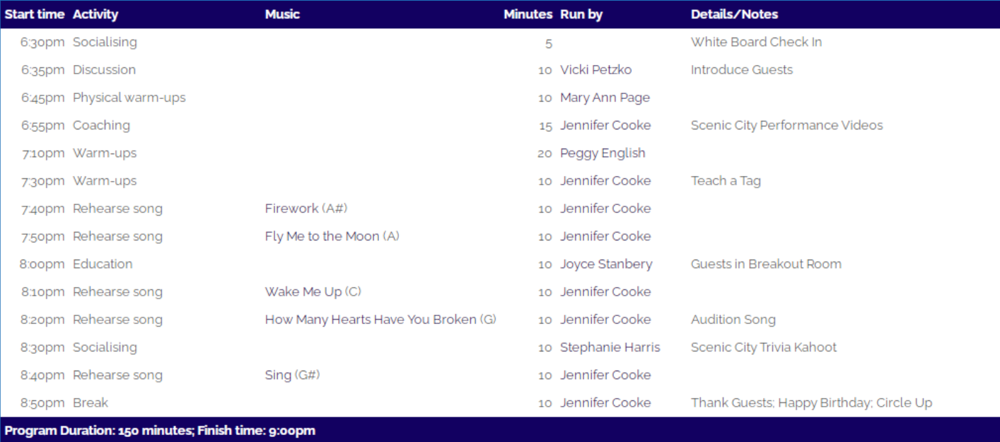 Start time Activity Music Minutes Run by Details/Notes
6:30pm Socialising 5 White Board Check In
6:35pm Discussion 10 Vicki Petzko Introduce Guests
6:45pm Physical warm-ups 10 Mary Ann Page
6:55pm Coaching 15 Jennifer Cooke Scenic City Performance Videos
7:10pm Warm-ups 20 Peggy English
7:30pm Warm-ups 10 Jennifer Cooke Teach a Tag
7:40pm Rehearse song Firework (A#) 10 Jennifer Cooke
7:50pm Rehearse song Fly Me to the Moon (A) 10 Jennifer Cooke
8:00pm Education 10 Joyce Stanbery Guests in Breakout Room
8:10pm Rehearse song Wake Me Up (C) 10 Jennifer Cooke
8:20pm Rehearse song How Many Hearts Have You Broken (G) 10 Jennifer Cooke Audition Song
8:30pm Socialising 10 Stephanie Harris Scenic City Trivia Kahoot
8:40pm Rehearse song Sing (G#) 10 Jennifer Cooke
8:50pm Break 10 Jennifer Cooke Thank Guests; Happy Birthday; Circle Up
Program Duration: 150 minutes; Finish time: 9:00pm